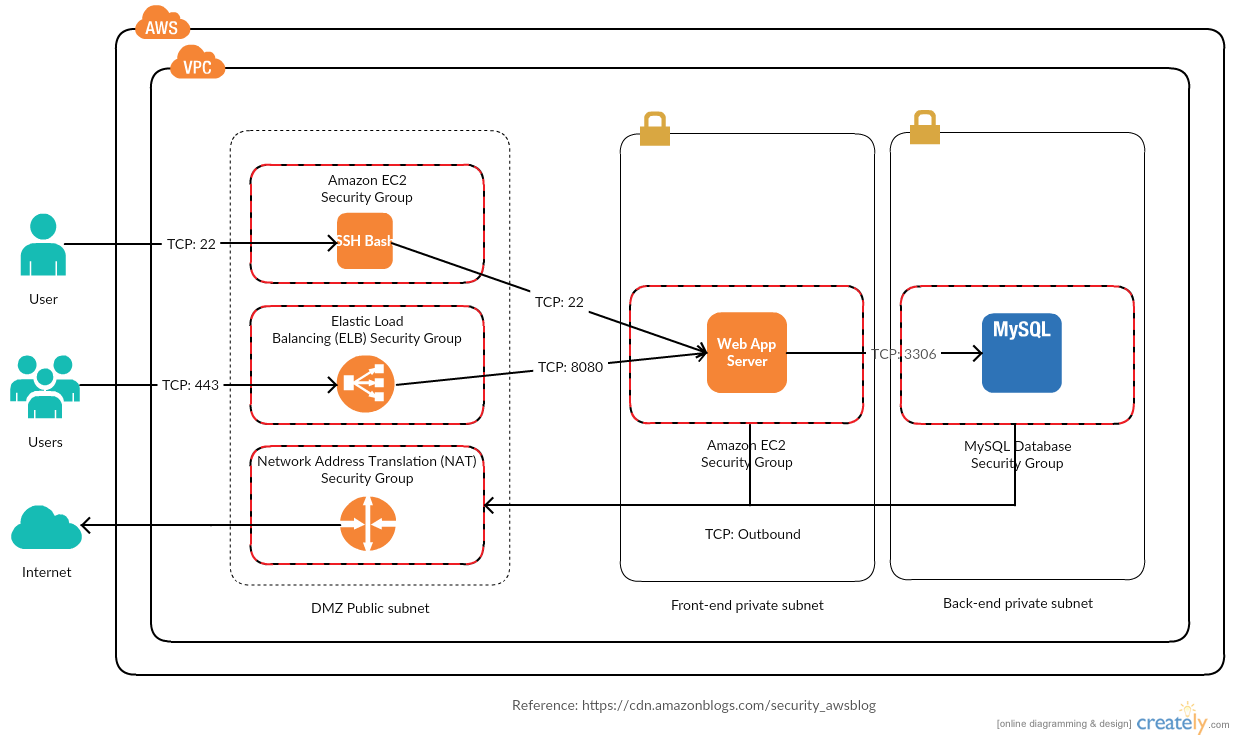 AWS
VPC
Amazon EC2
Security Group
SSH Bash
TCP: 22
User
TCP: 22
Elastic Load
Balancing (ELB) Security Group
TCP: 443
Users
TCP: 8080
Web App
Server
TCP: 3306
MySQL
Amazon EC2
Security Group
MySQL Database
Security Group
Network Address Translation (NAT)
Security Group
Internet
TCP: Outbound
DMZ Public subnet
Front-end private subnet
Back-end private subnet
Reference: https://cdn.amazonblogs.com/security_awsblog
[online diagramming & design] creately.com